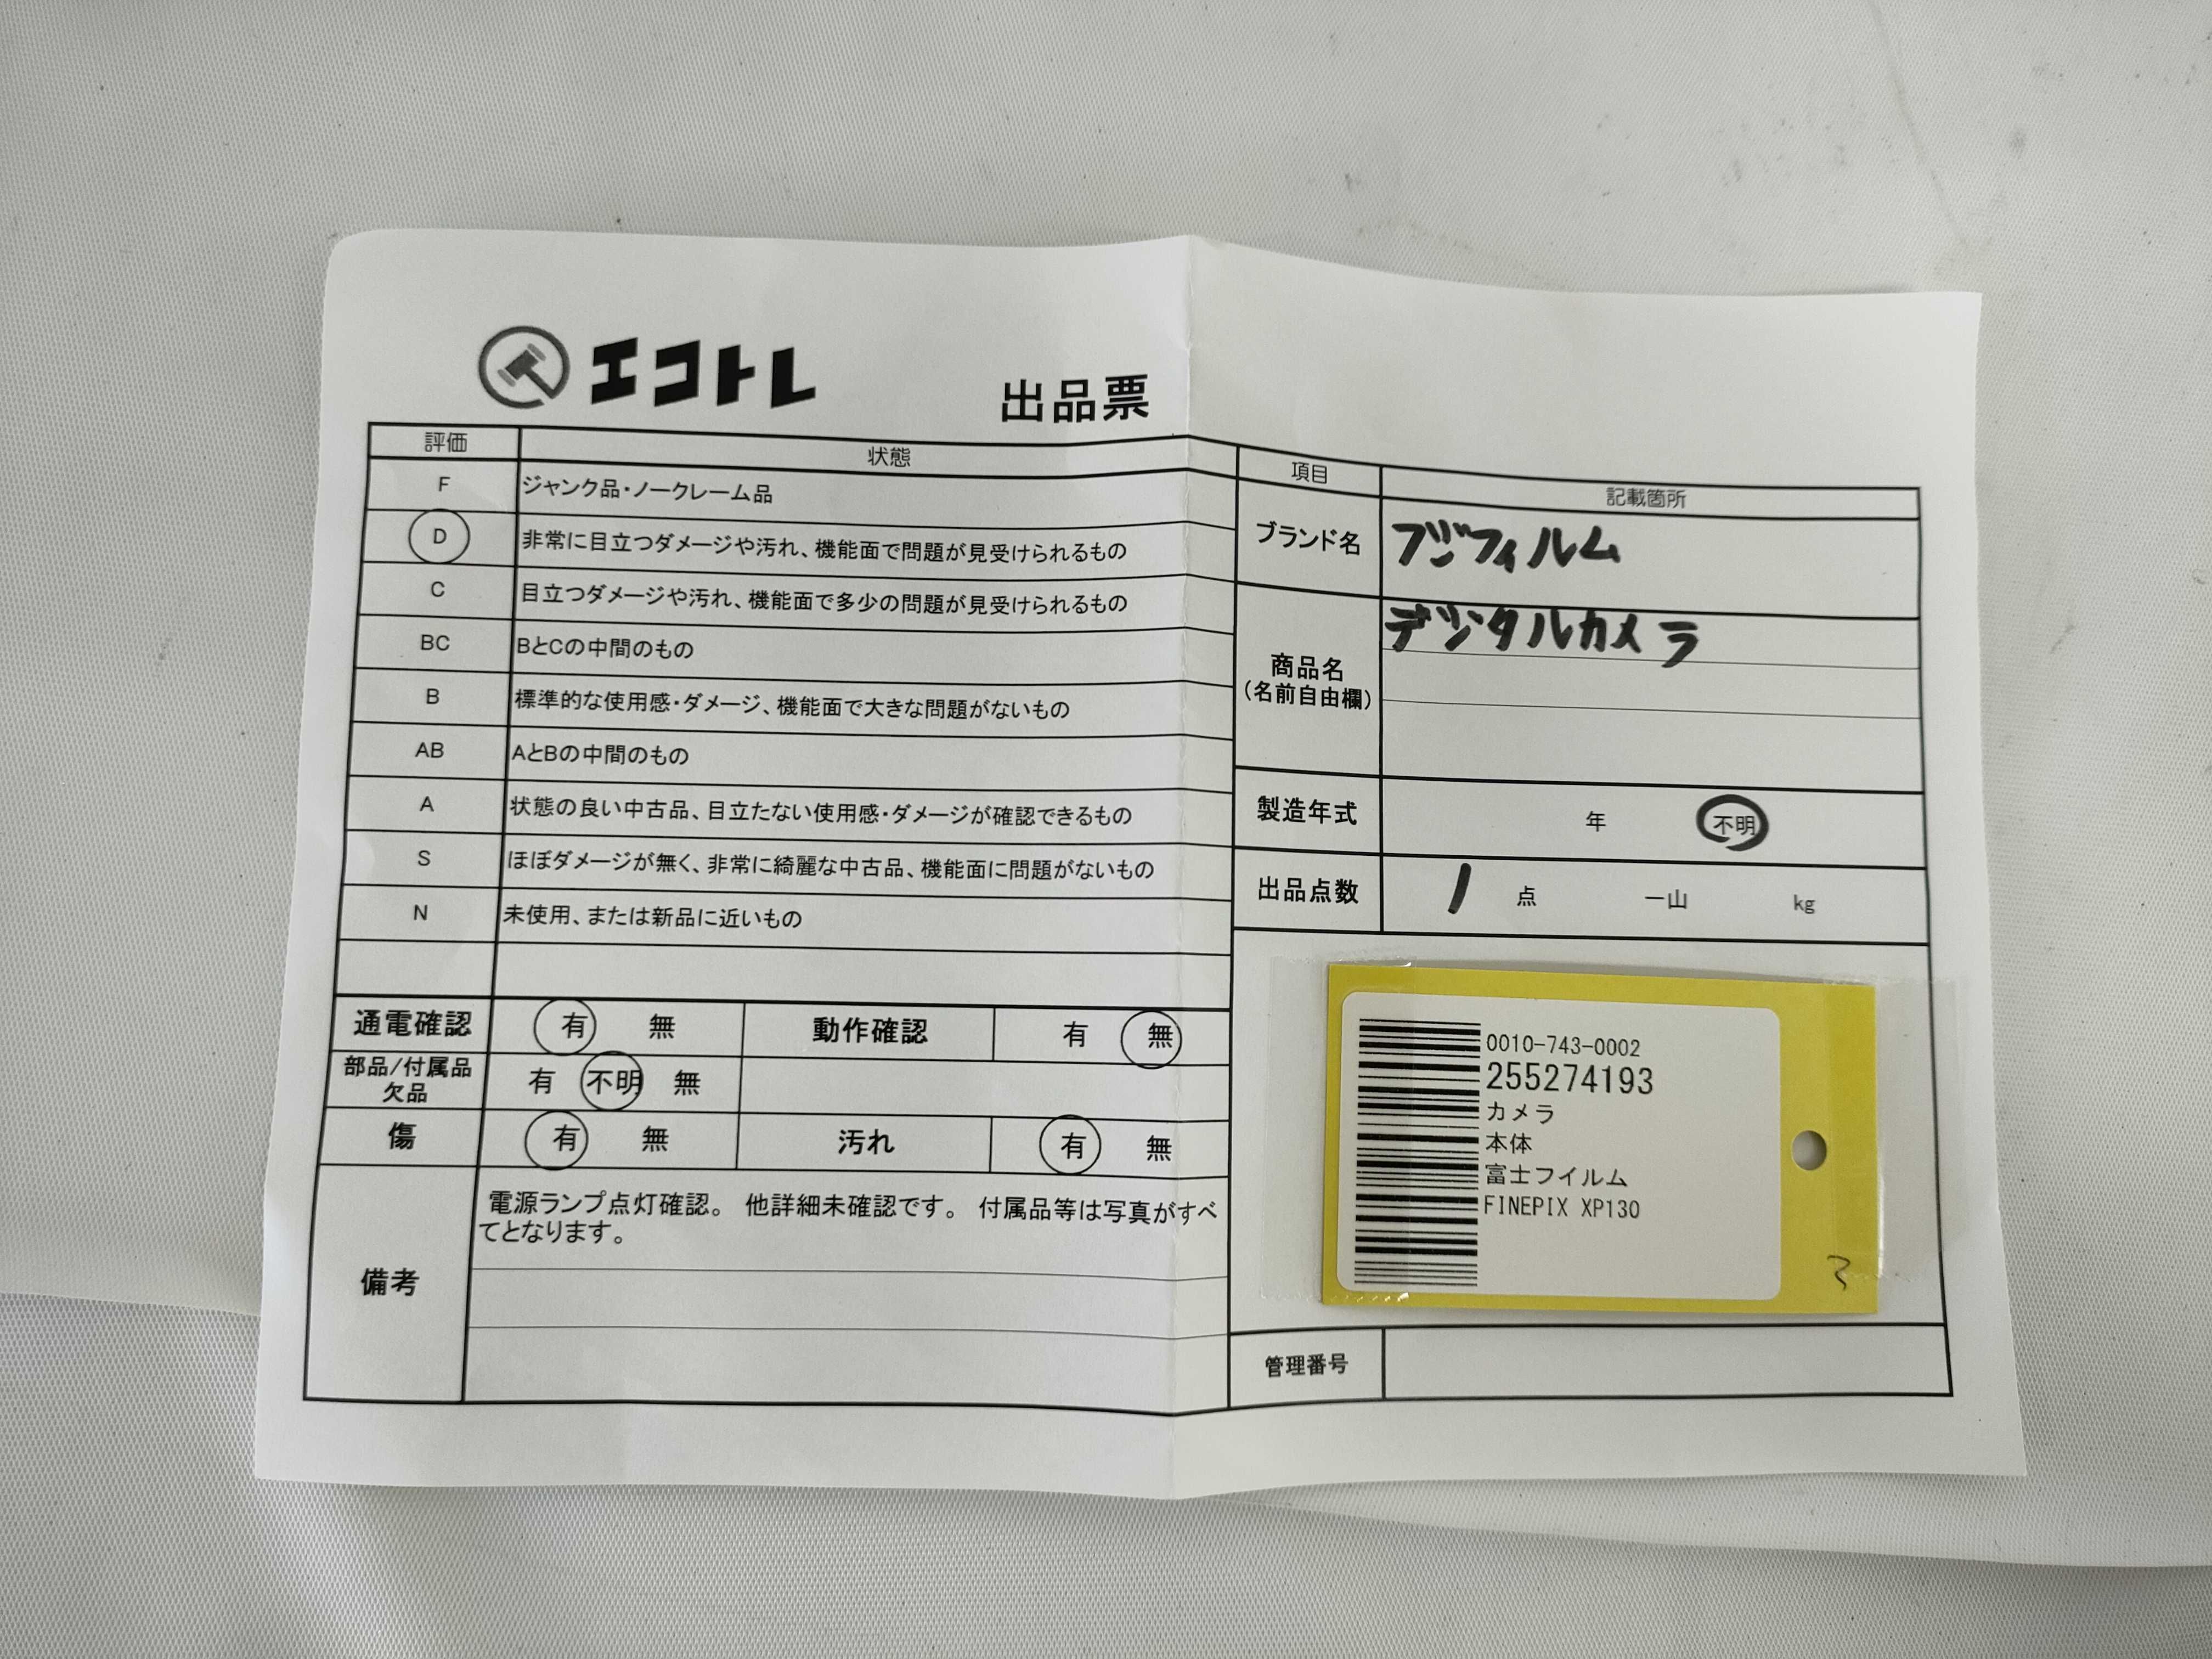 エコトレ
出品票
評価 状態
F ジャンク品・ノークレーム品
D 非常に目立つダメージや汚れ、機能面で問題が見受けられるもの
C 目立つダメージや汚れ、機能面で多少の問題が見受けられるもの
BC BとCの中間のもの
B 標準的な使用感・ダメージ、機能面で大きな問題がないもの
AB AとBの中間のもの
A 状態の良い中古品、目立たない使用感・ダメージが確認できるもの
S ほぼダメージが無く、非常に綺麗な中古品、機能面に問題がないもの
N 未使用、または新品に近いもの
通電確認 有 無 動作確認 有 無
部品/付属品
欠品 有 不明 無
傷 有 無 汚れ 有 無
備考
電源ランプ点灯確認。 他詳細未確認です。 付属品等は写真がすべ
てとなります。
項目 記載箇所
ブランド名 フジフィルム
商品名
(名前自由欄)
デジタルカメラ
製造年式 年 不明
出品点数 1 点 一山 kg
0010-743-0002
255274193
カメラ
本体
富士フイルム
FINEPIX XP130
管理番号